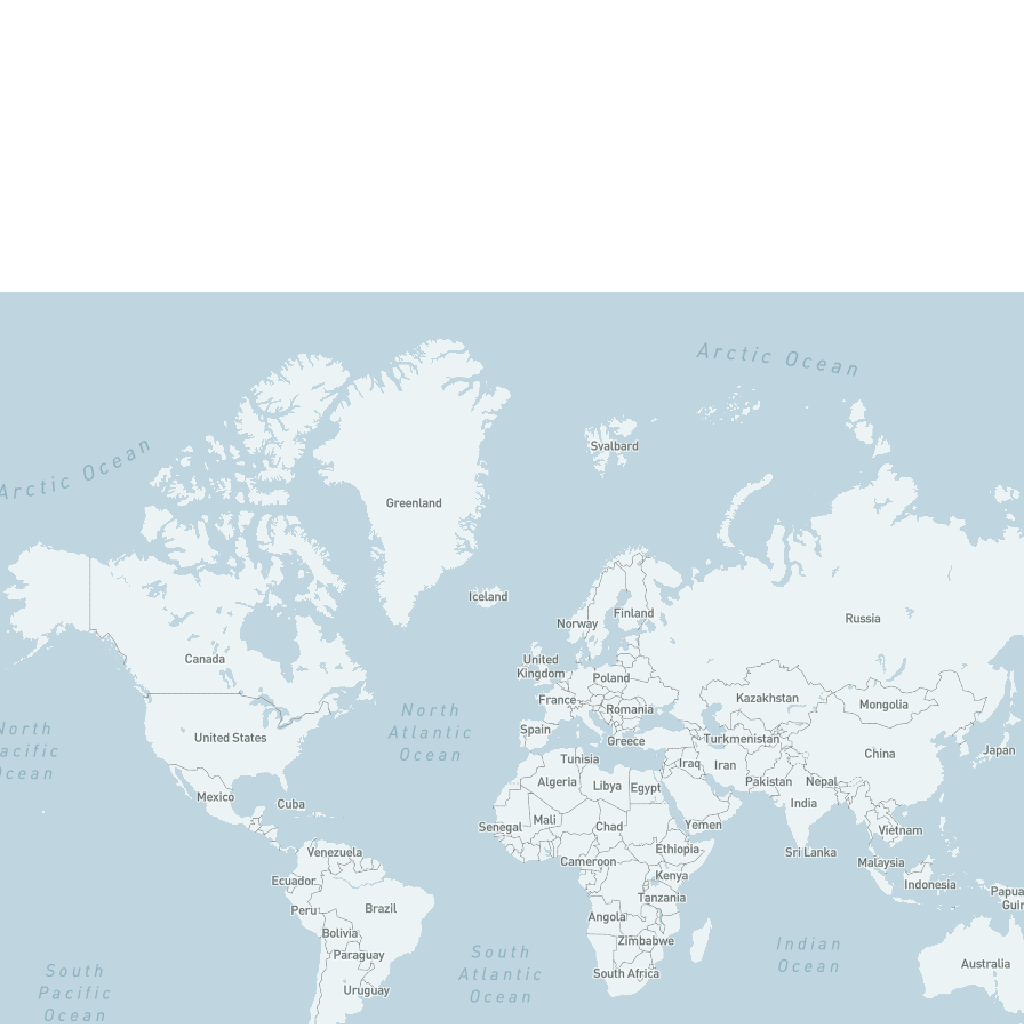 Arctic Ocean
Arctic Ocean
Svalbard
Greenland
Iceland
Finland
Norway
Russia
Canada
United
Kingdom
Poland
France
Kazakhstan
Mongolia
Romania
North
Atlantic
Ocean
North
acific
cean
Spain
United States
Greece
Turkmenistan
China
Japan
Tunisia
Iraq
Iran
Algeria
Libya
Egypt
Pakistan
Nepal
Mexico
Cuba
India
Senegal
Mali
Chad
Yemen
Vietnam
Venezuela
Ethiopia
Sri Lanka
Cameroon
Malaysia
Ecuador
Kenya
Indonesia
Papua
Guin
Tanzania
Peru
Brazil
Angola
Bolivia
Zimbabwe
Indian
Ocean
Paraguay
South
Atlantic
Ocean
Australia
South
Pacific
Ocean
South Africa
Uruguay